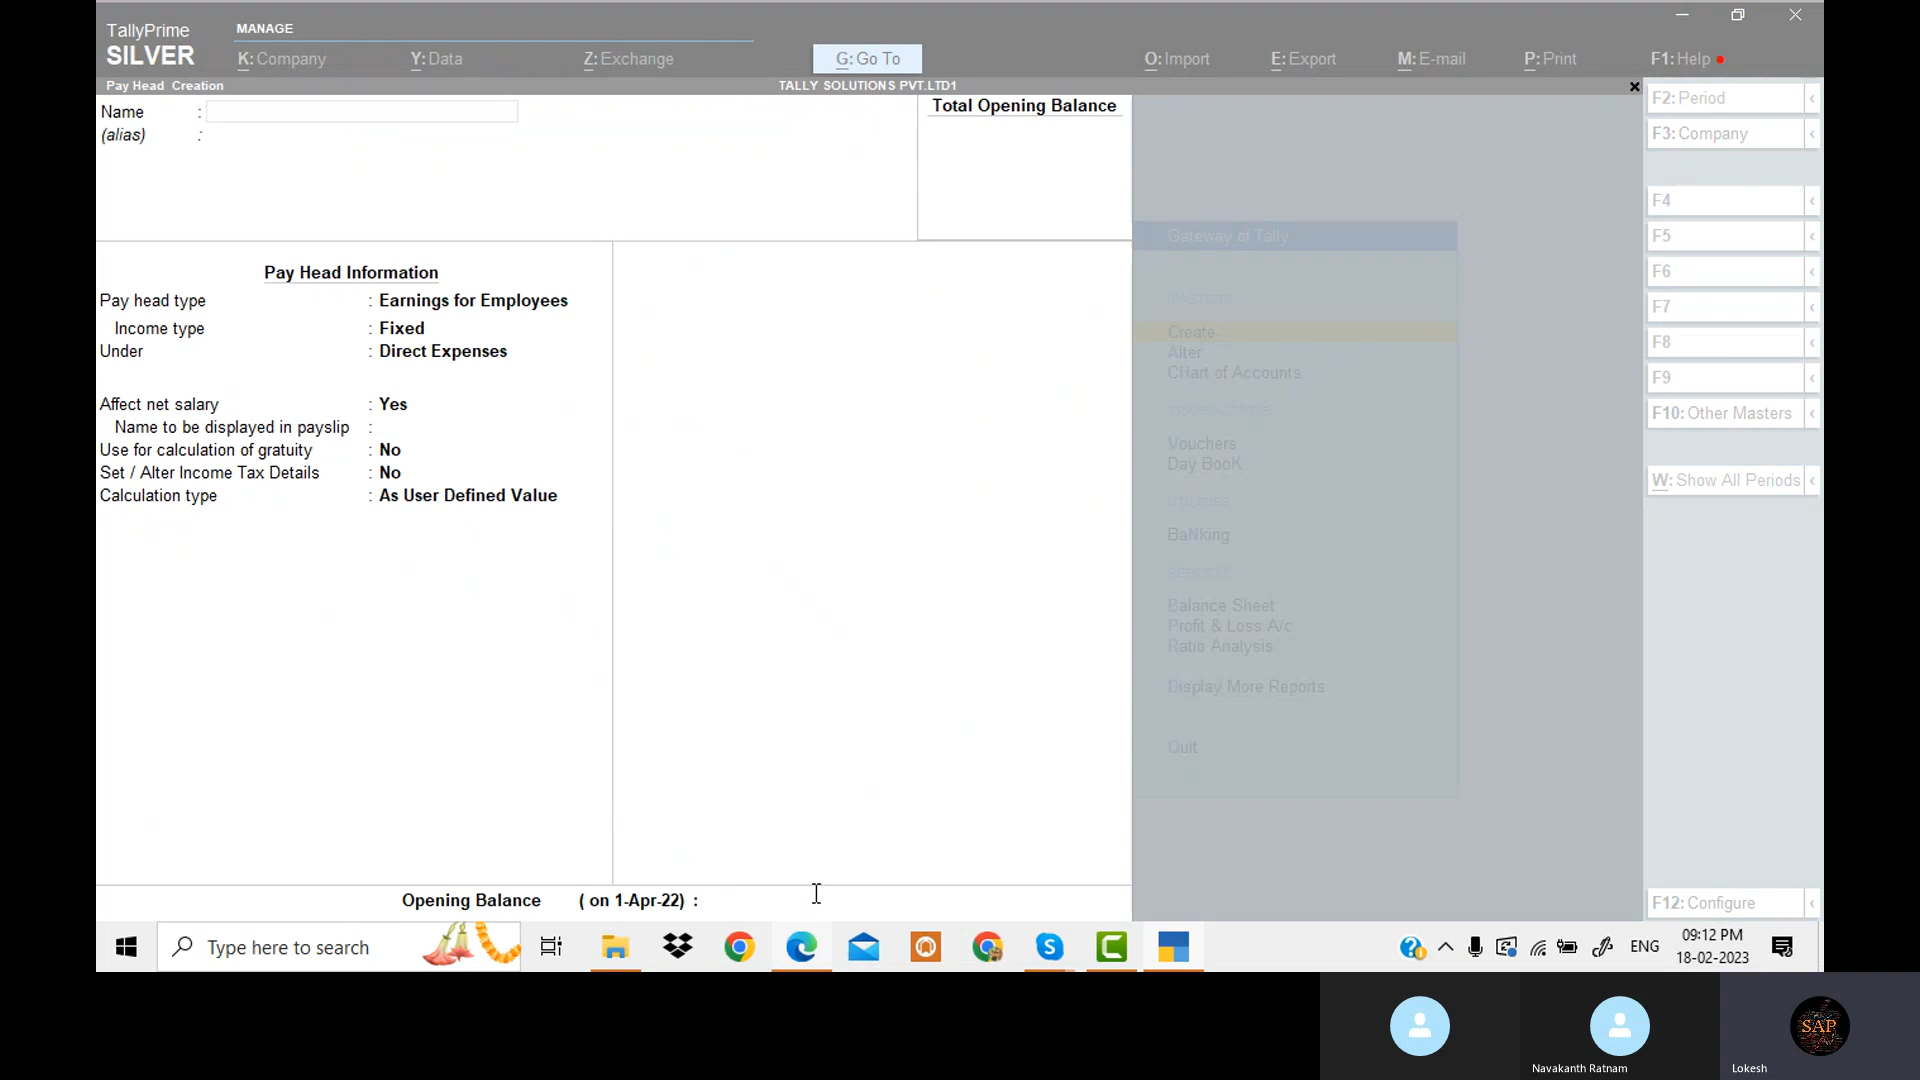 TallyPrime
SILVER
MANAGE
K: Company
Y: Data
Z: Exchange
G: Go To
O: Import
E: Export
M: E-mail
P: Print
F1: Help
Pay Head Creation
TALLY SOLUTIONS PVT.LTD1
Name :
(alias) :
Total Opening Balance
Pay Head Information
Pay head type : Earnings for Employees
Income type : Fixed
Under : Direct Expenses
Affect net salary : Yes
Name to be displayed in payslip :
Use for calculation of gratuity : No
Set / Alter Income Tax Details : No
Calculation type : As User Defined Value
Opening Balance ( on 1-Apr-22) :
Gateway of Tally
MASTERS
Create
Alter
CHart of Accounts
TRANSACTIONS
Vouchers
Day BooK
UTILITIES
BaNking
REPORTS
Balance Sheet
Profit & Loss A/c
Ratio Analysis
Display More Reports
Quit
F2: Period
F3: Company
F4
F5
F6
F7
F8
F9
F10: Other Masters
W: Show All Periods
F12: Configure
Type here to search
ENG
09:12 PM
18-02-2023
Navakanth Ratnam
SAP
Lokesh